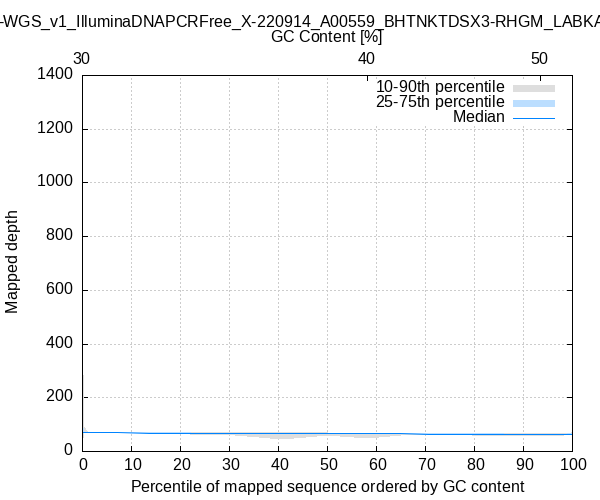 -WGS_v1_IlluminaDNAPCRFree_X-220914_A00559_BHTNKTDSX3-RHGM_LABKA
GC Content [%]
30 40 50
1400
10-90th percentile
25-75th percentile
Median
1200
1000
800
600
400
200
0
Mapped depth
0 10 20 30 40 50 60 70 80 90 100
Percentile of mapped sequence ordered by GC content